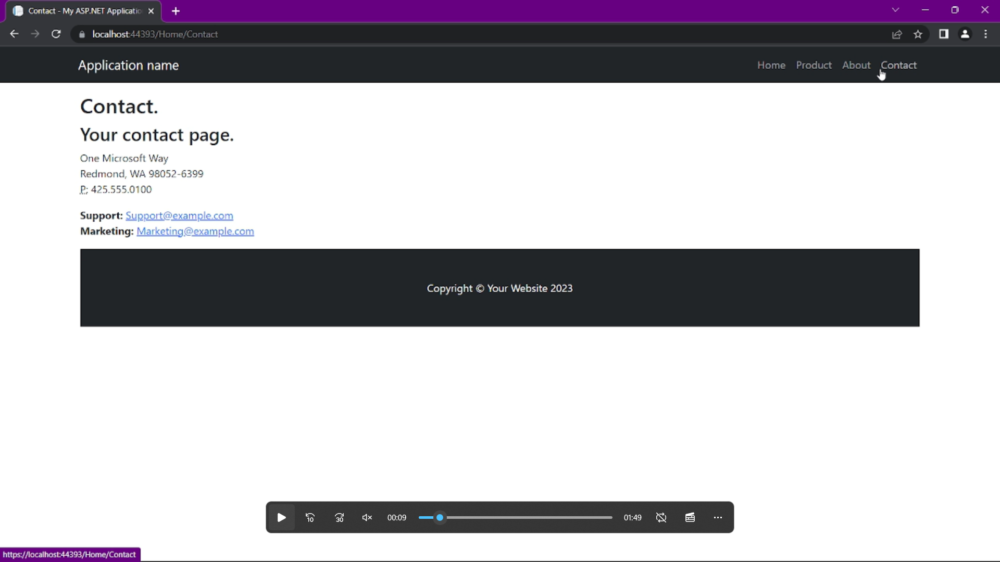 Contact - My ASP.NET Applicatio
localhost:44393/Home/Contact
Application name
Home Product About Contact
Contact.
Your contact page.
One Microsoft Way
Redmond, WA 98052-6399
P: 425.555.0100
Support: Support@example.com
Marketing: Marketing@example.com
Copyright © Your Website 2023
10 30 00:09 01:49
https://localhost:44393/Home/Contact